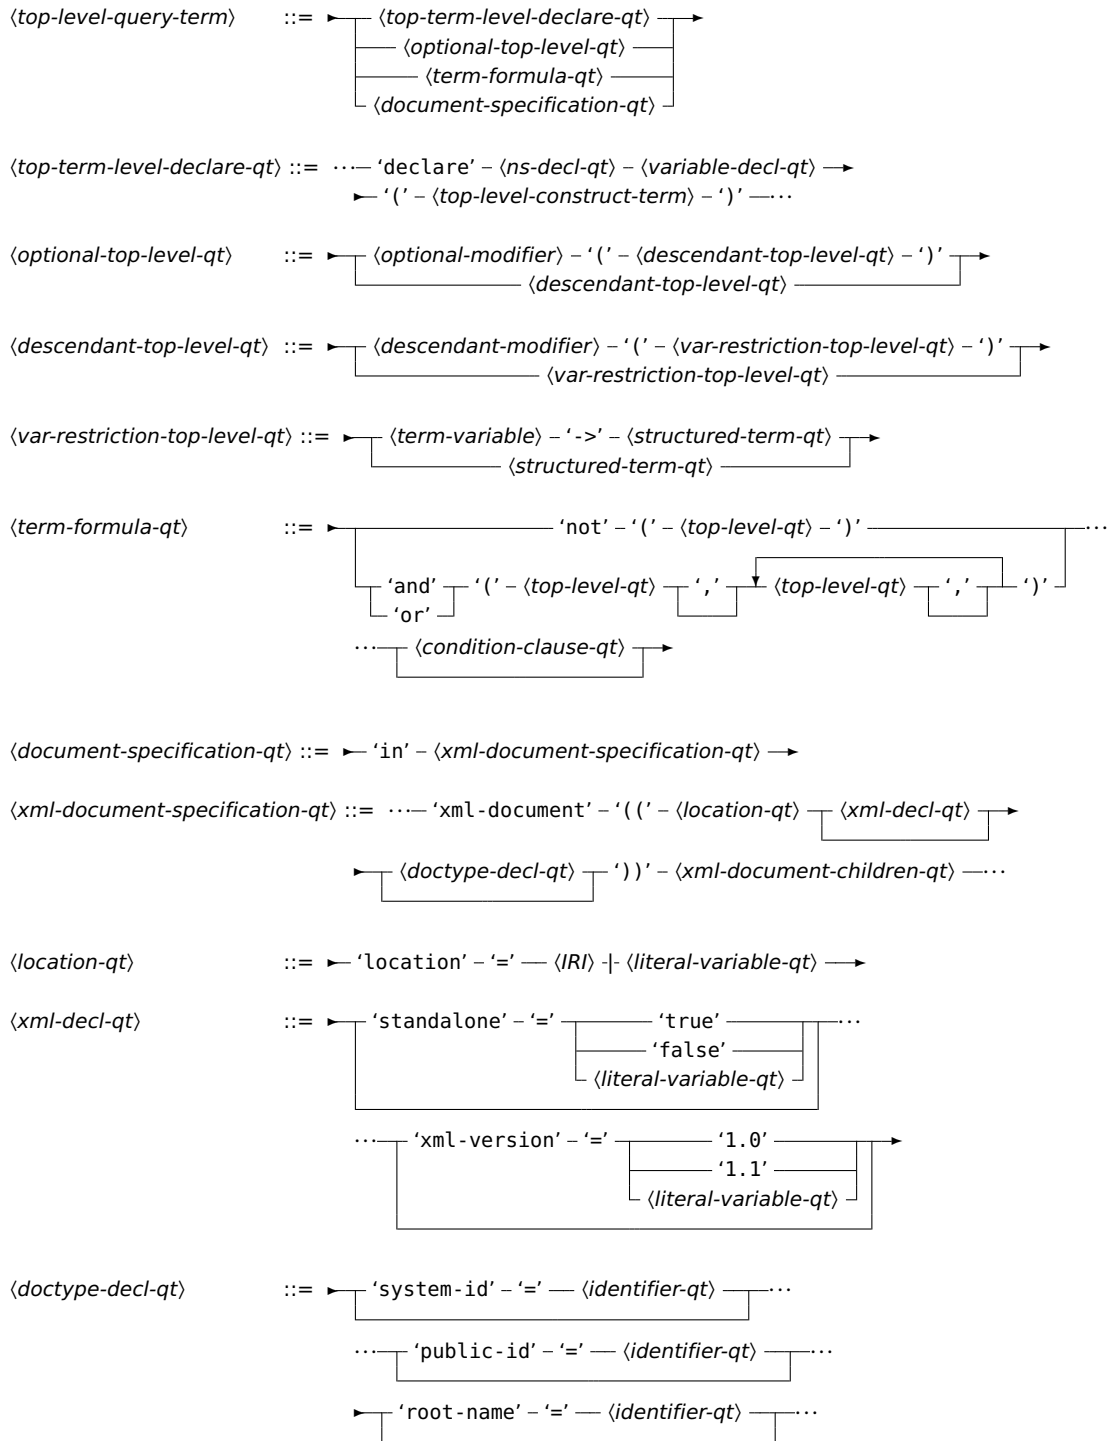 ⟨top-level-query-term⟩ ::= ⟨top-term-level-declare-qt⟩
⟨optional-top-level-qt⟩
⟨term-formula-qt⟩
⟨document-specification-qt⟩
⟨top-term-level-declare-qt⟩ ::= ··· ‘declare’ – ⟨ns-decl-qt⟩ – ⟨variable-decl-qt⟩
‘(’ – ⟨top-level-construct-term⟩ – ‘)’ ···
⟨optional-top-level-qt⟩ ::= ⟨optional-modifier⟩ – ‘(’ – ⟨descendant-top-level-qt⟩ – ‘)’
⟨descendant-top-level-qt⟩
⟨descendant-top-level-qt⟩ ::= ⟨descendant-modifier⟩ – ‘(’ – ⟨var-restriction-top-level-qt⟩ – ‘)’
⟨var-restriction-top-level-qt⟩
⟨var-restriction-top-level-qt⟩ ::= ⟨term-variable⟩ – ‘->’ – ⟨structured-term-qt⟩
⟨structured-term-qt⟩
⟨term-formula-qt⟩ ::= ‘not’ – ‘(’ – ⟨top-level-qt⟩ – ‘)’ ···
‘and’ ‘(’ – ⟨top-level-qt⟩ ‘,’ ⟨top-level-qt⟩ ‘,’ ‘)’
‘or’
··· ⟨condition-clause-qt⟩
⟨document-specification-qt⟩ ::= ‘in’ – ⟨xml-document-specification-qt⟩
⟨xml-document-specification-qt⟩ ::= ··· ‘xml-document’ – ‘((’ – ⟨location-qt⟩ ⟨xml-decl-qt⟩
⟨doctype-decl-qt⟩ ‘))’ – ⟨xml-document-children-qt⟩ ···
⟨location-qt⟩ ::= ‘location’ – ‘=’ — ⟨IRI⟩ -|- ⟨literal-variable-qt⟩
⟨xml-decl-qt⟩ ::= ‘standalone’ – ‘=’ ‘true’ ···
‘false’
⟨literal-variable-qt⟩
··· ‘xml-version’ – ‘=’ ‘1.0’
‘1.1’
⟨literal-variable-qt⟩
⟨doctype-decl-qt⟩ ::= ‘system-id’ – ‘=’ — ⟨identifier-qt⟩ ···
··· ‘public-id’ – ‘=’ — ⟨identifier-qt⟩ ···
‘root-name’ – ‘=’ — ⟨identifier-qt⟩ ···